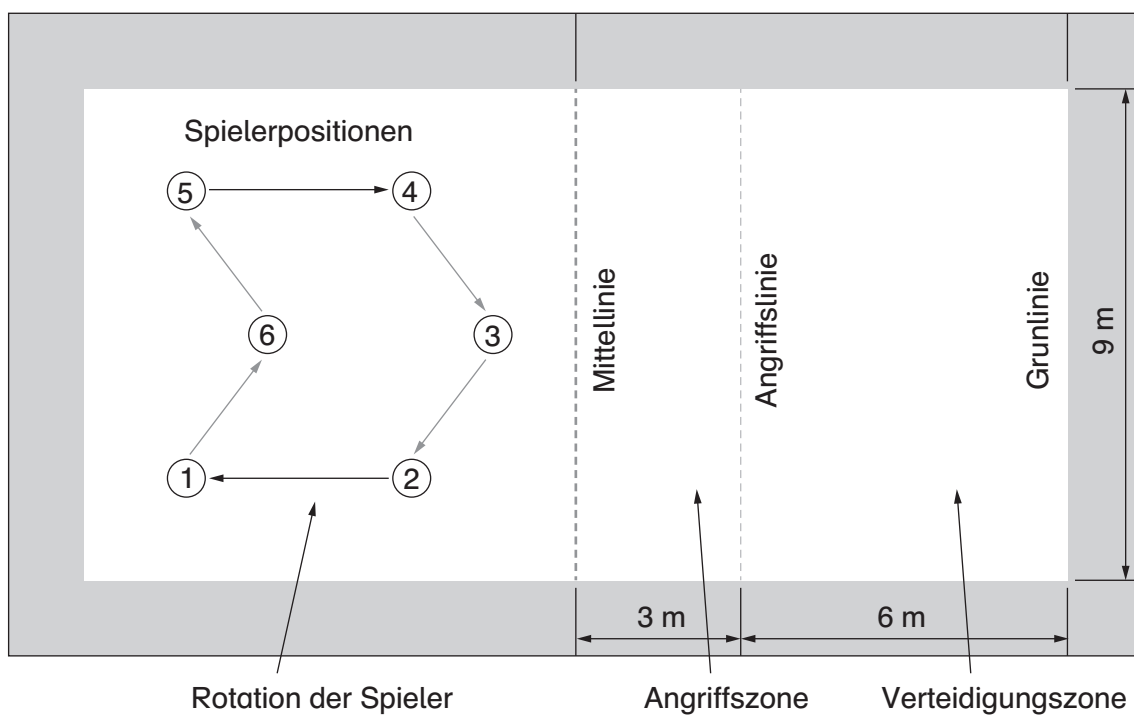 Spielerpositionen
5
4
6
3
1
2
Mittellinie
Angriffslinie
Grunlinie
9 m
3 m
6 m
Rotation der Spieler
Angriffszone
Verteidigungszone